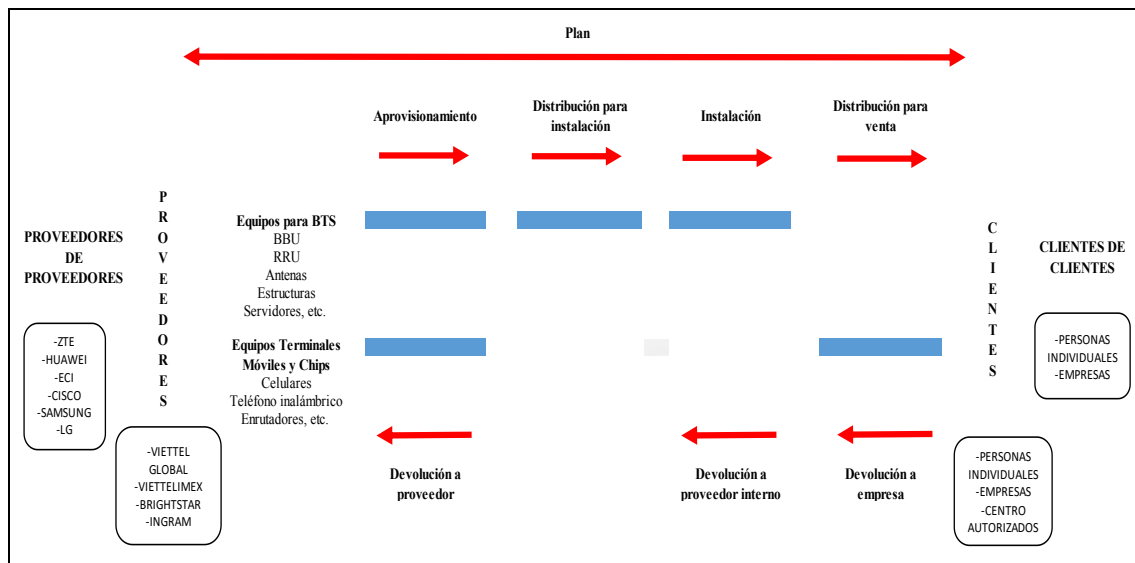 Plan
Aprovisionamiento
Distribución para
instalación
Instalación
Distribución para
venta
PROVEEDORES
DE
PROVEEDORES
-ZTE
-HUAWEI
-ECI
-CISCO
-SAMSUNG
-LG
P
R
O
V
E
E
D
O
R
E
S
-VIETTEL
GLOBAL
-VIETTELIMEX
-BRIGHTSTAR
-INGRAM
Equipos para BTS
BBU
RRU
Antenas
Estructuras
Servidores, etc.
Equipos Terminales
Móviles y Chips
Celulares
Teléfono inalámbrico
Enrutadores, etc.
Devolución a
proveedor
Devolución a
proveedor interno
Devolución a
empresa
C
L
I
E
N
T
E
S
-PERSONAS
INDIVIDUALES
-EMPRESAS
-CENTRO
AUTORIZADOS
CLIENTES DE
CLIENTES
-PERSONAS
INDIVIDUALES
-EMPRESAS